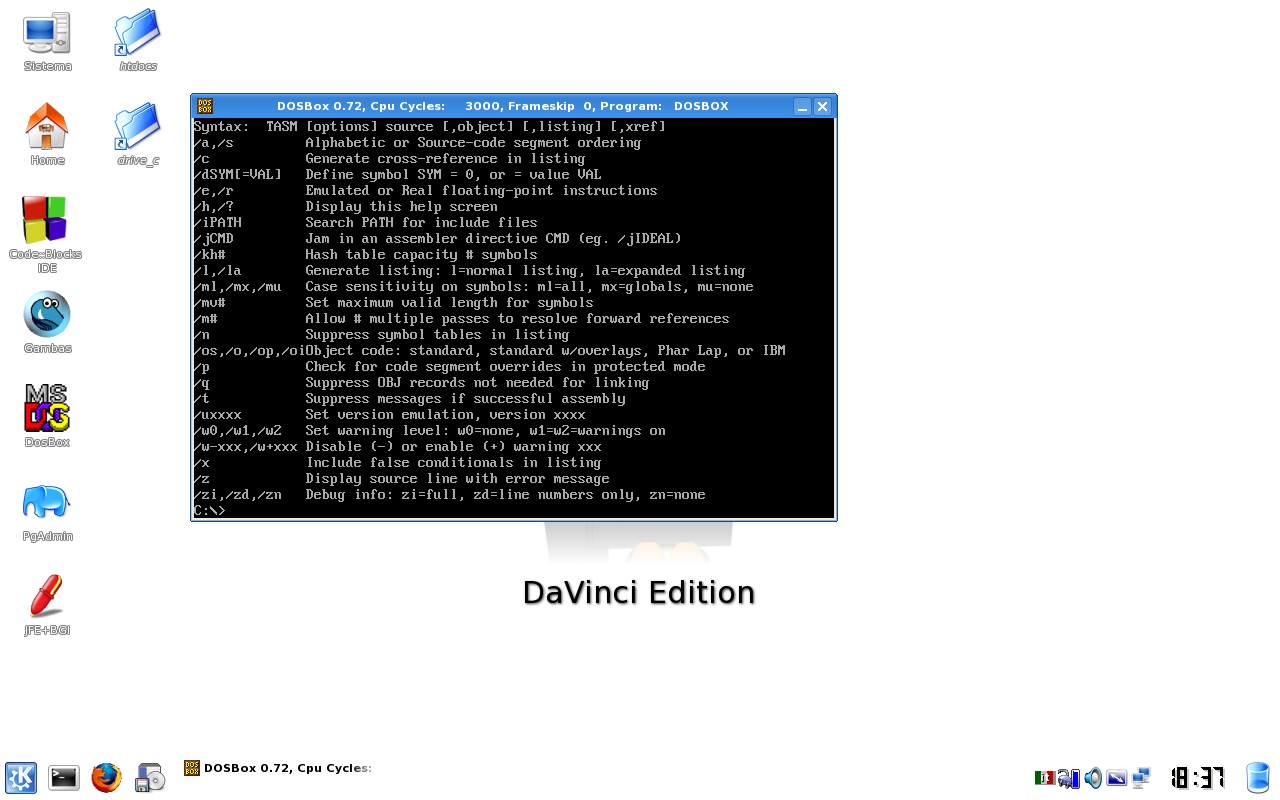 Sistema
htdocs
Home
drive_c
Code::Blocks
IDE
Gambas
MS
DOS
DosBox
PgAdmin
JFE+BGI
DOS
BOX
DOSBox 0.72, Cpu Cycles: 3000, Frameskip 0, Program: DOSBOX
Syntax: TASM [options] source [,object] [,listing] [,xref]
/a,/s Alphabetic or Source-code segment ordering
/c Generate cross-reference in listing
/dSYM[=VAL] Define symbol SYM = 0, or = value VAL
/e,/r Emulated or Real floating-point instructions
/h,/? Display this help screen
/iPATH Search PATH for include files
/jCMD Jam in an assembler directive CMD (eg. /jIDEAL)
/kh# Hash table capacity # symbols
/l,/la Generate listing: l=normal listing, la=expanded listing
/ml,/mx,/mu Case sensitivity on symbols: ml=all, mx=globals, mu=none
/mv# Set maximum valid length for symbols
/m# Allow # multiple passes to resolve forward references
/n Suppress symbol tables in listing
/os,/o,/op,/oiObject code: standard, standard w/overlays, Phar Lap, or IBM
/p Check for code segment overrides in protected mode
/q Suppress OBJ records not needed for linking
/t Suppress messages if successful assembly
/uxxxx Set version emulation, version xxxx
/w0,/w1,/w2 Set warning level: w0=none, w1=w2=warnings on
/w-xxx,/w+xxx Disable (-) or enable (+) warning xxx
/x Include false conditionals in listing
/z Display source line with error message
/zi,/zd,/zn Debug info: zi=full, zd=line numbers only, zn=none
C:\>
DaVinci Edition
DOS
BOX
DOSBox 0.72, Cpu Cycles:
18:37